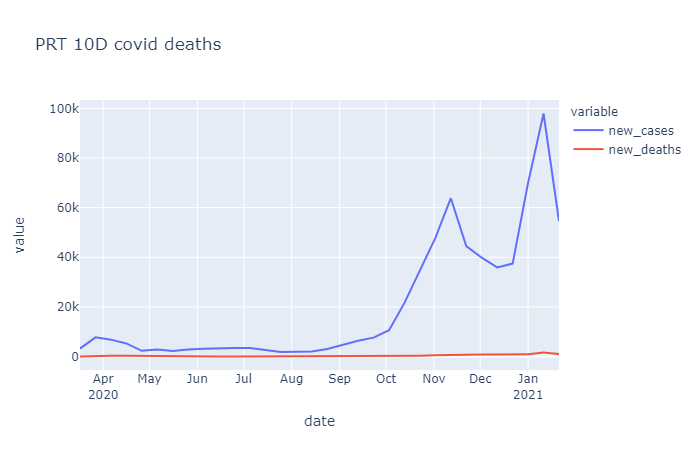 PRT 10D covid deaths
variable
new_cases
new_deaths
value
100k
80k
60k
40k
20k
0
Apr May Jun Jul Aug Sep Oct Nov Dec Jan
2020 2021
date